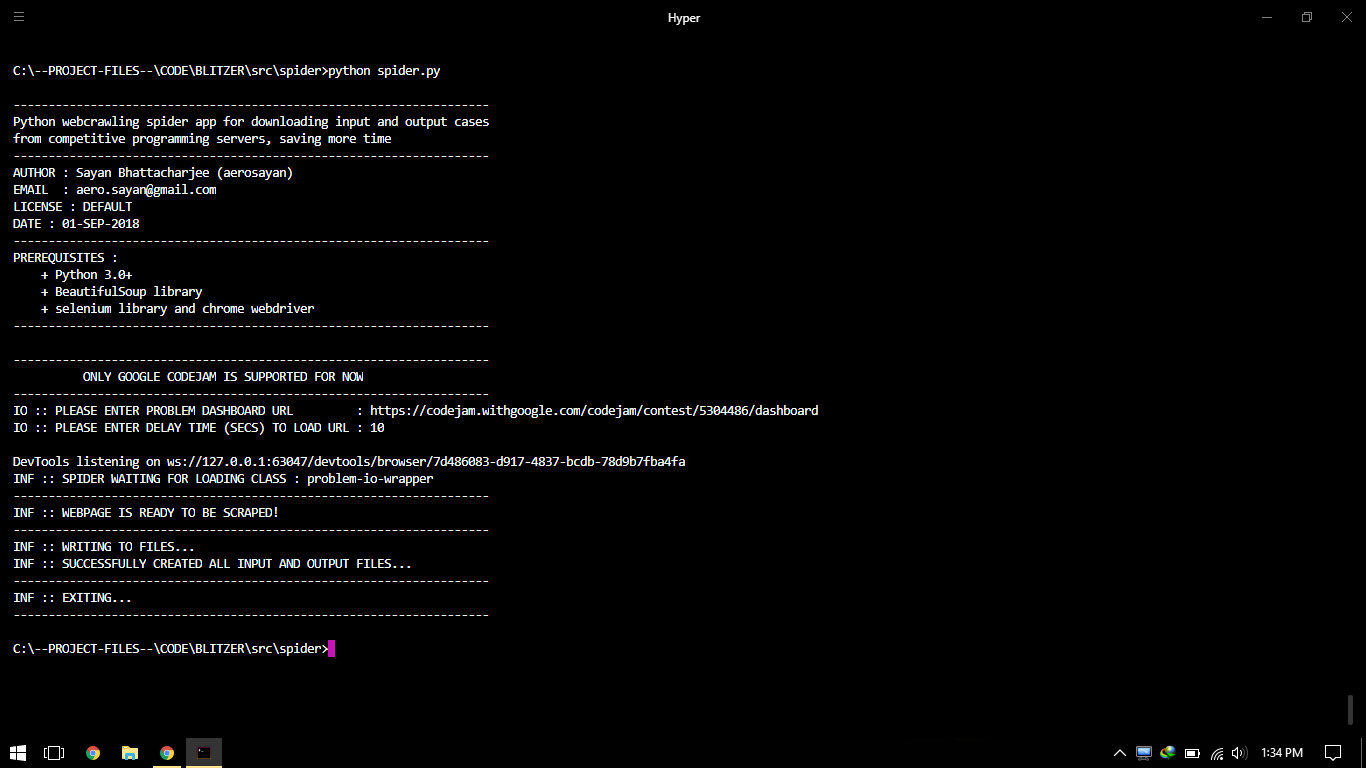 Hyper
C:\--PROJECT-FILES--\CODE\BLITZER\src\spider>python spider.py
--------------------------------------------------------------------
Python webcrawling spider app for downloading input and output cases
from competitive programming servers, saving more time
--------------------------------------------------------------------
AUTHOR : Sayan Bhattacharjee (aerosayan)
EMAIL  : aero.sayan@gmail.com
LICENSE : DEFAULT
DATE : 01-SEP-2018
--------------------------------------------------------------------
PREREQUISITES :
    + Python 3.0+
    + BeautifulSoup library
    + selenium library and chrome webdriver
--------------------------------------------------------------------
--------------------------------------------------------------------
          ONLY GOOGLE CODEJAM IS SUPPORTED FOR NOW
--------------------------------------------------------------------
IO :: PLEASE ENTER PROBLEM DASHBOARD URL         : https://codejam.withgoogle.com/codejam/contest/5304486/dashboard
IO :: PLEASE ENTER DELAY TIME (SECS) TO LOAD URL : 10
DevTools listening on ws://127.0.0.1:63047/devtools/browser/7d486083-d917-4837-bcdb-78d9b7fba4fa
INF :: SPIDER WAITING FOR LOADING CLASS : problem-io-wrapper
--------------------------------------------------------------------
INF :: WEBPAGE IS READY TO BE SCRAPED!
--------------------------------------------------------------------
INF :: WRITING TO FILES...
INF :: SUCCESSFULLY CREATED ALL INPUT AND OUTPUT FILES...
--------------------------------------------------------------------
INF :: EXITING...
--------------------------------------------------------------------
C:\--PROJECT-FILES--\CODE\BLITZER\src\spider>
1:34 PM